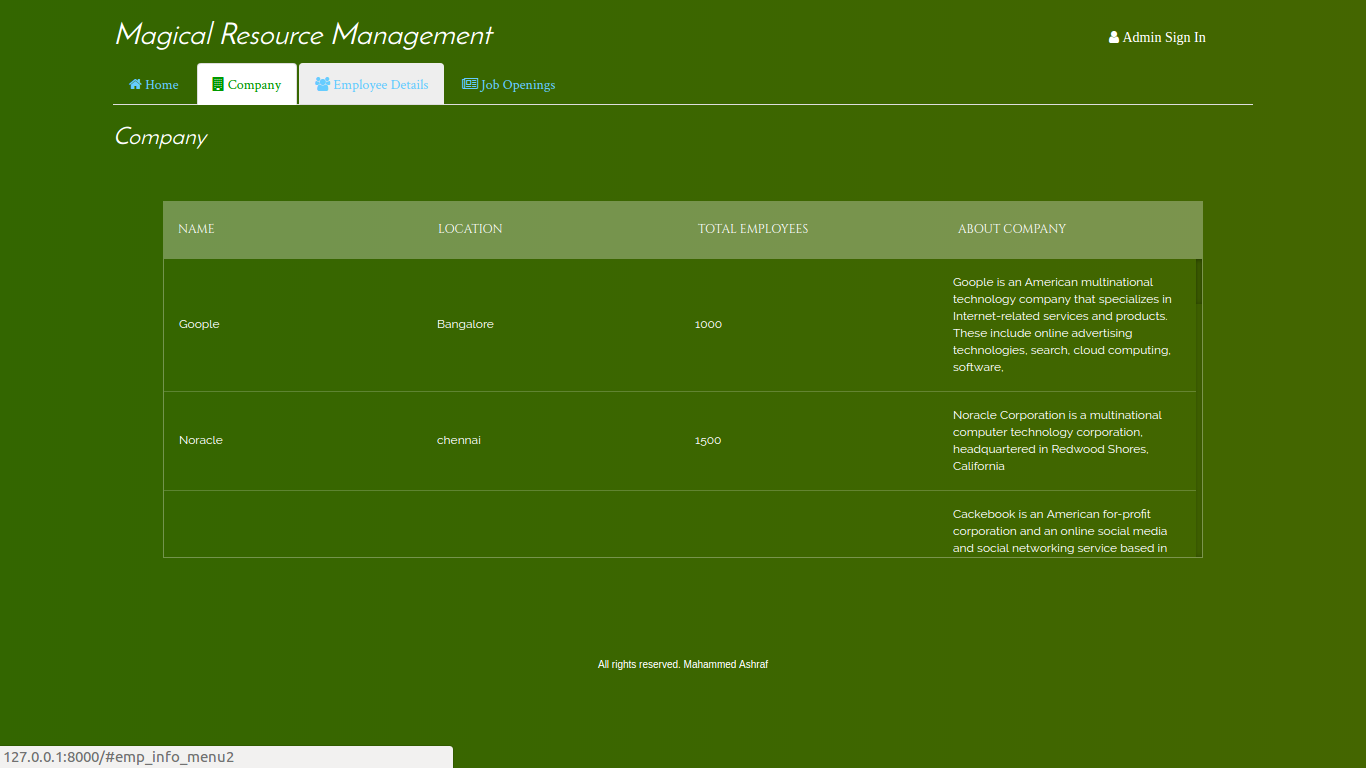 Magical Resource Management
Admin Sign In
Home
Company
Employee Details
Job Openings
Company
NAME
LOCATION
TOTAL EMPLOYEES
ABOUT COMPANY
Goople
Bangalore
1000
Goople is an American multinational
technology company that specializes in
Internet-related services and products.
These include online advertising
technologies, search, cloud computing,
software,
Noracle
chennai
1500
Noracle Corporation is a multinational
computer technology corporation,
headquartered in Redwood Shores,
California
Cackebook is an American for-profit
corporation and an online social media
and social networking service based in
All rights reserved. Mahammed Ashraf
127.0.0.1:8000/#emp_info_menu2